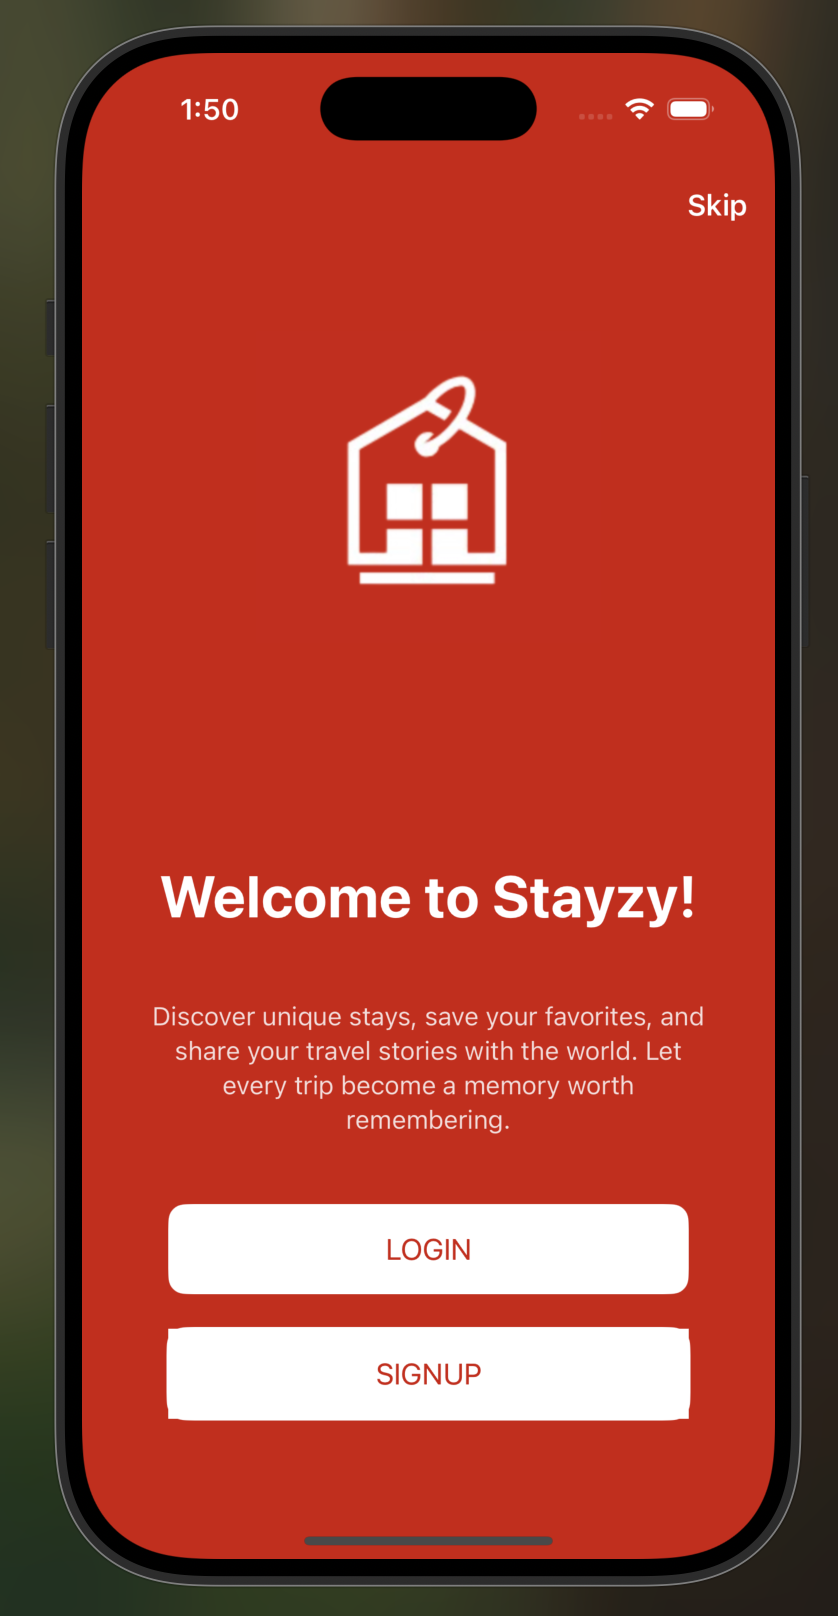 1:50
Skip
Welcome to Stayzy!
Discover unique stays, save your favorites, and
share your travel stories with the world. Let
every trip become a memory worth
remembering.
LOGIN
SIGNUP